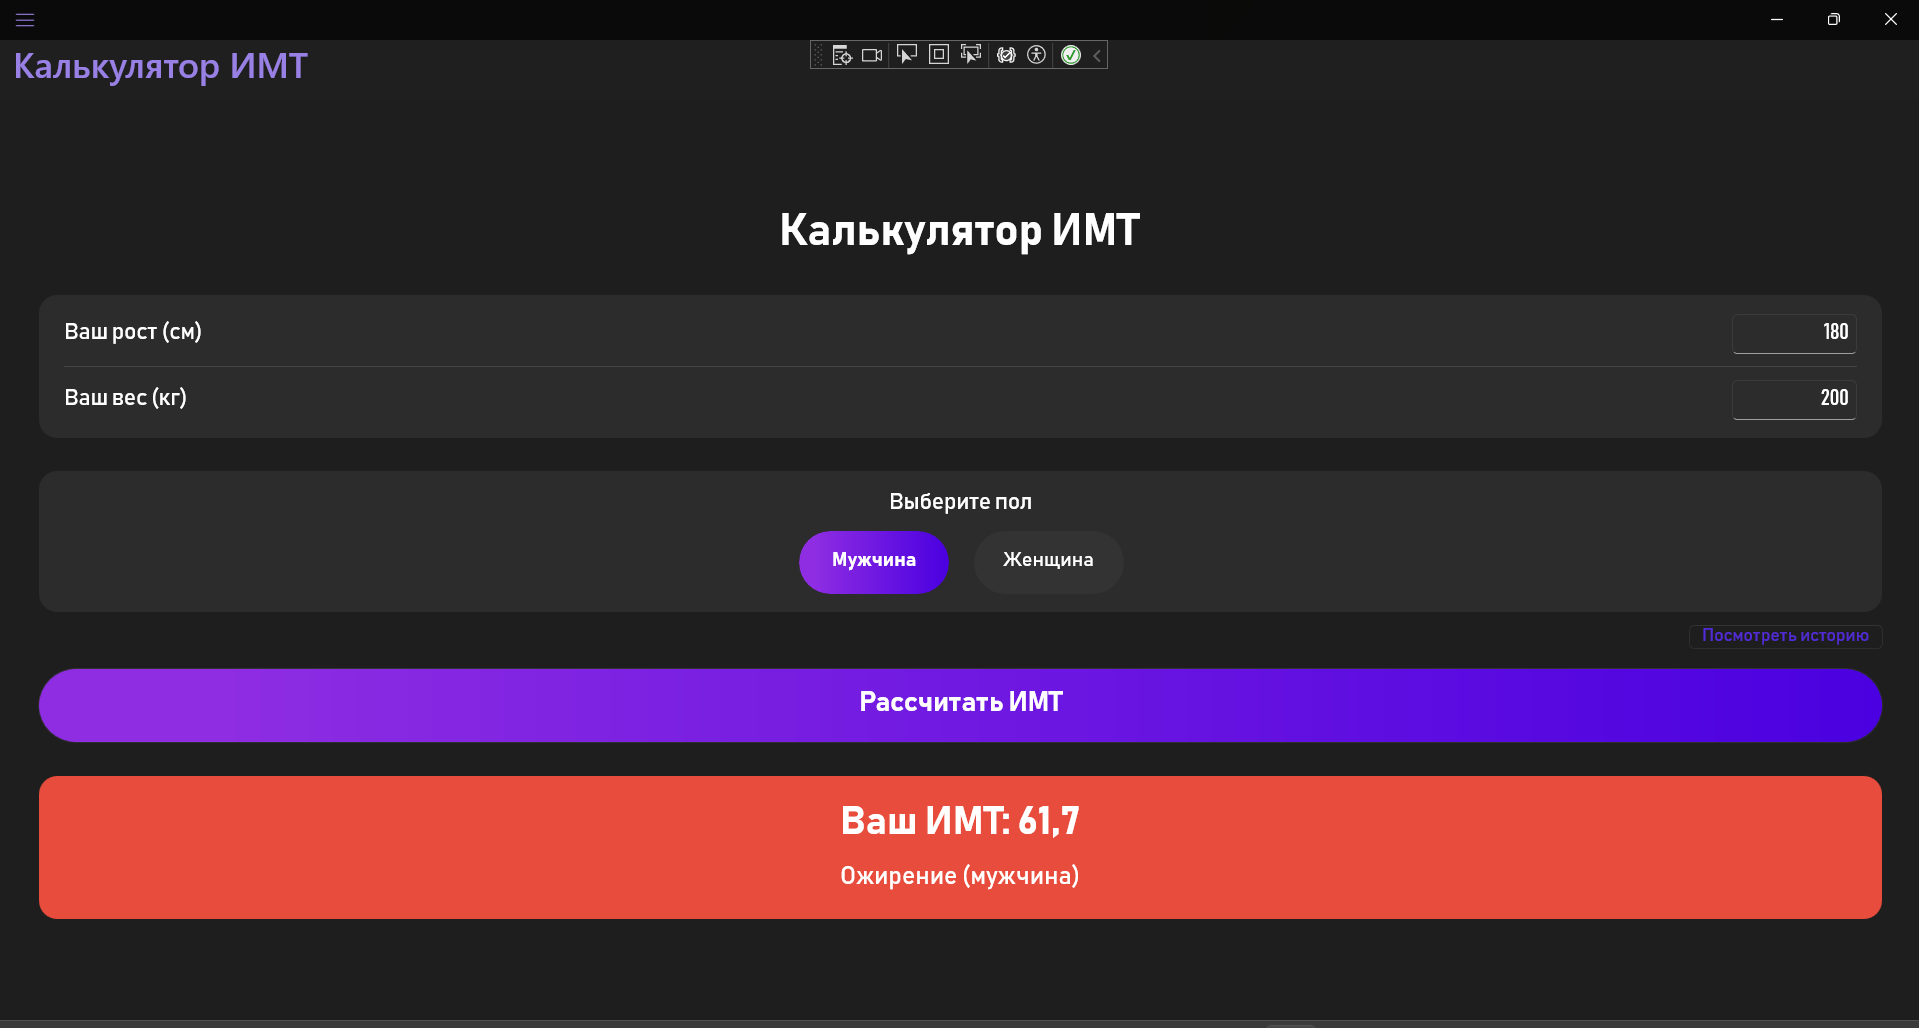 Калькулятор ИМТ
Калькулятор ИМТ
Ваш рост (см) 180
Ваш вес (кг) 200
Выберите пол
Мужчина Женщина
Посмотреть историю
Рассчитать ИМТ
Ваш ИМТ: 61,7
Ожирение (мужчина)